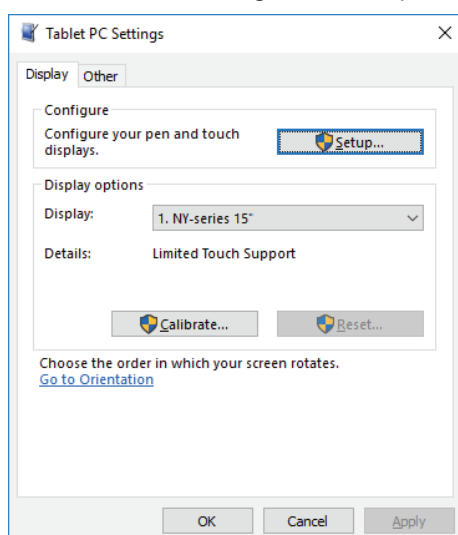 Tablet PC Settings
Display Other
Configure
Configure your pen and touch
displays.
Setup...
Display options
Display: 1. NY-series 15"
Details: Limited Touch Support
Calibrate... Reset...
Choose the order in which your screen rotates.
Go to Orientation
OK Cancel Apply